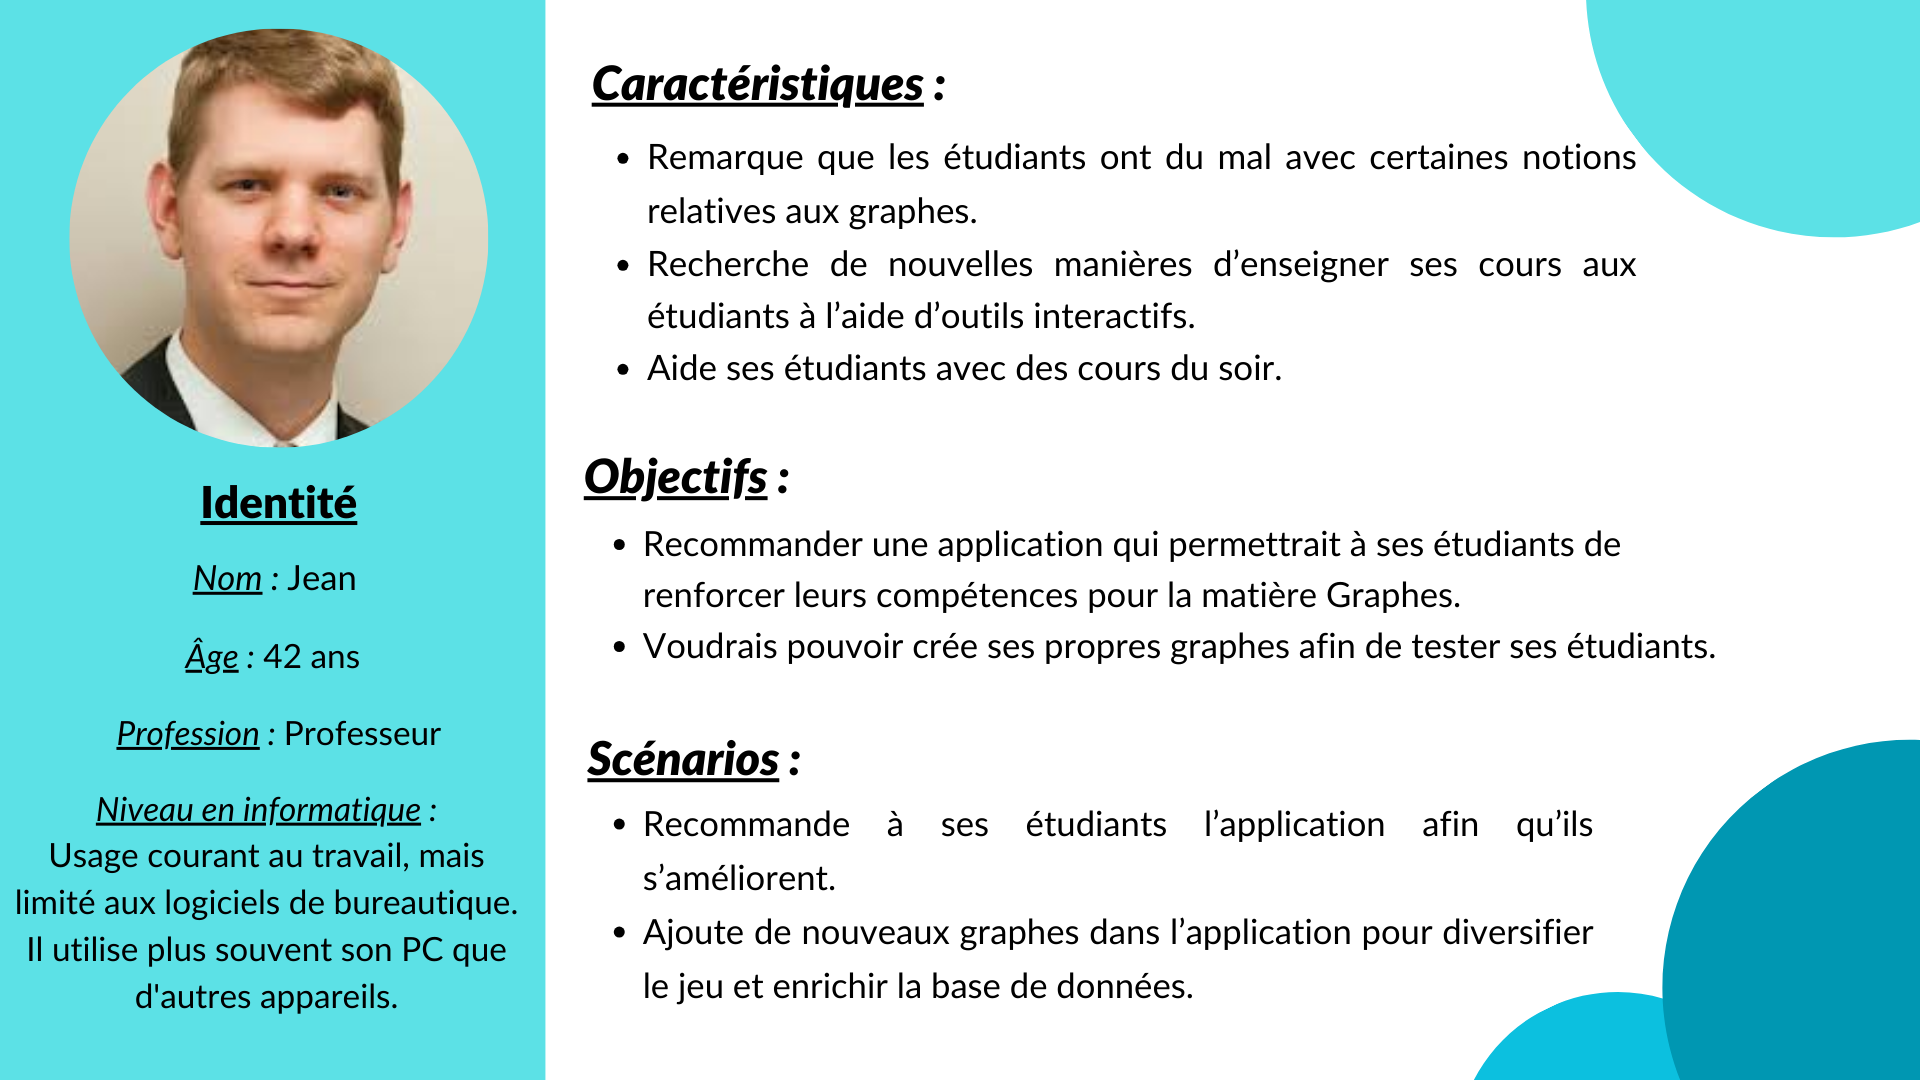 Identité
Nom : Jean
Âge : 42 ans
Profession : Professeur
Niveau en informatique :
Usage courant au travail, mais
limité aux logiciels de bureautique.
Il utilise plus souvent son PC que
d'autres appareils.
Caractéristiques :
• Remarque que les étudiants ont du mal avec certaines notions
relatives aux graphes.
• Recherche de nouvelles manières d’enseigner ses cours aux
étudiants à l’aide d’outils interactifs.
• Aide ses étudiants avec des cours du soir.
Objectifs :
• Recommander une application qui permettrait à ses étudiants de
renforcer leurs compétences pour la matière Graphes.
• Voudrais pouvoir crée ses propres graphes afin de tester ses étudiants.
Scénarios :
• Recommande à ses étudiants l’application afin qu’ils
s’améliorent.
• Ajoute de nouveaux graphes dans l’application pour diversifier
le jeu et enrichir la base de données.